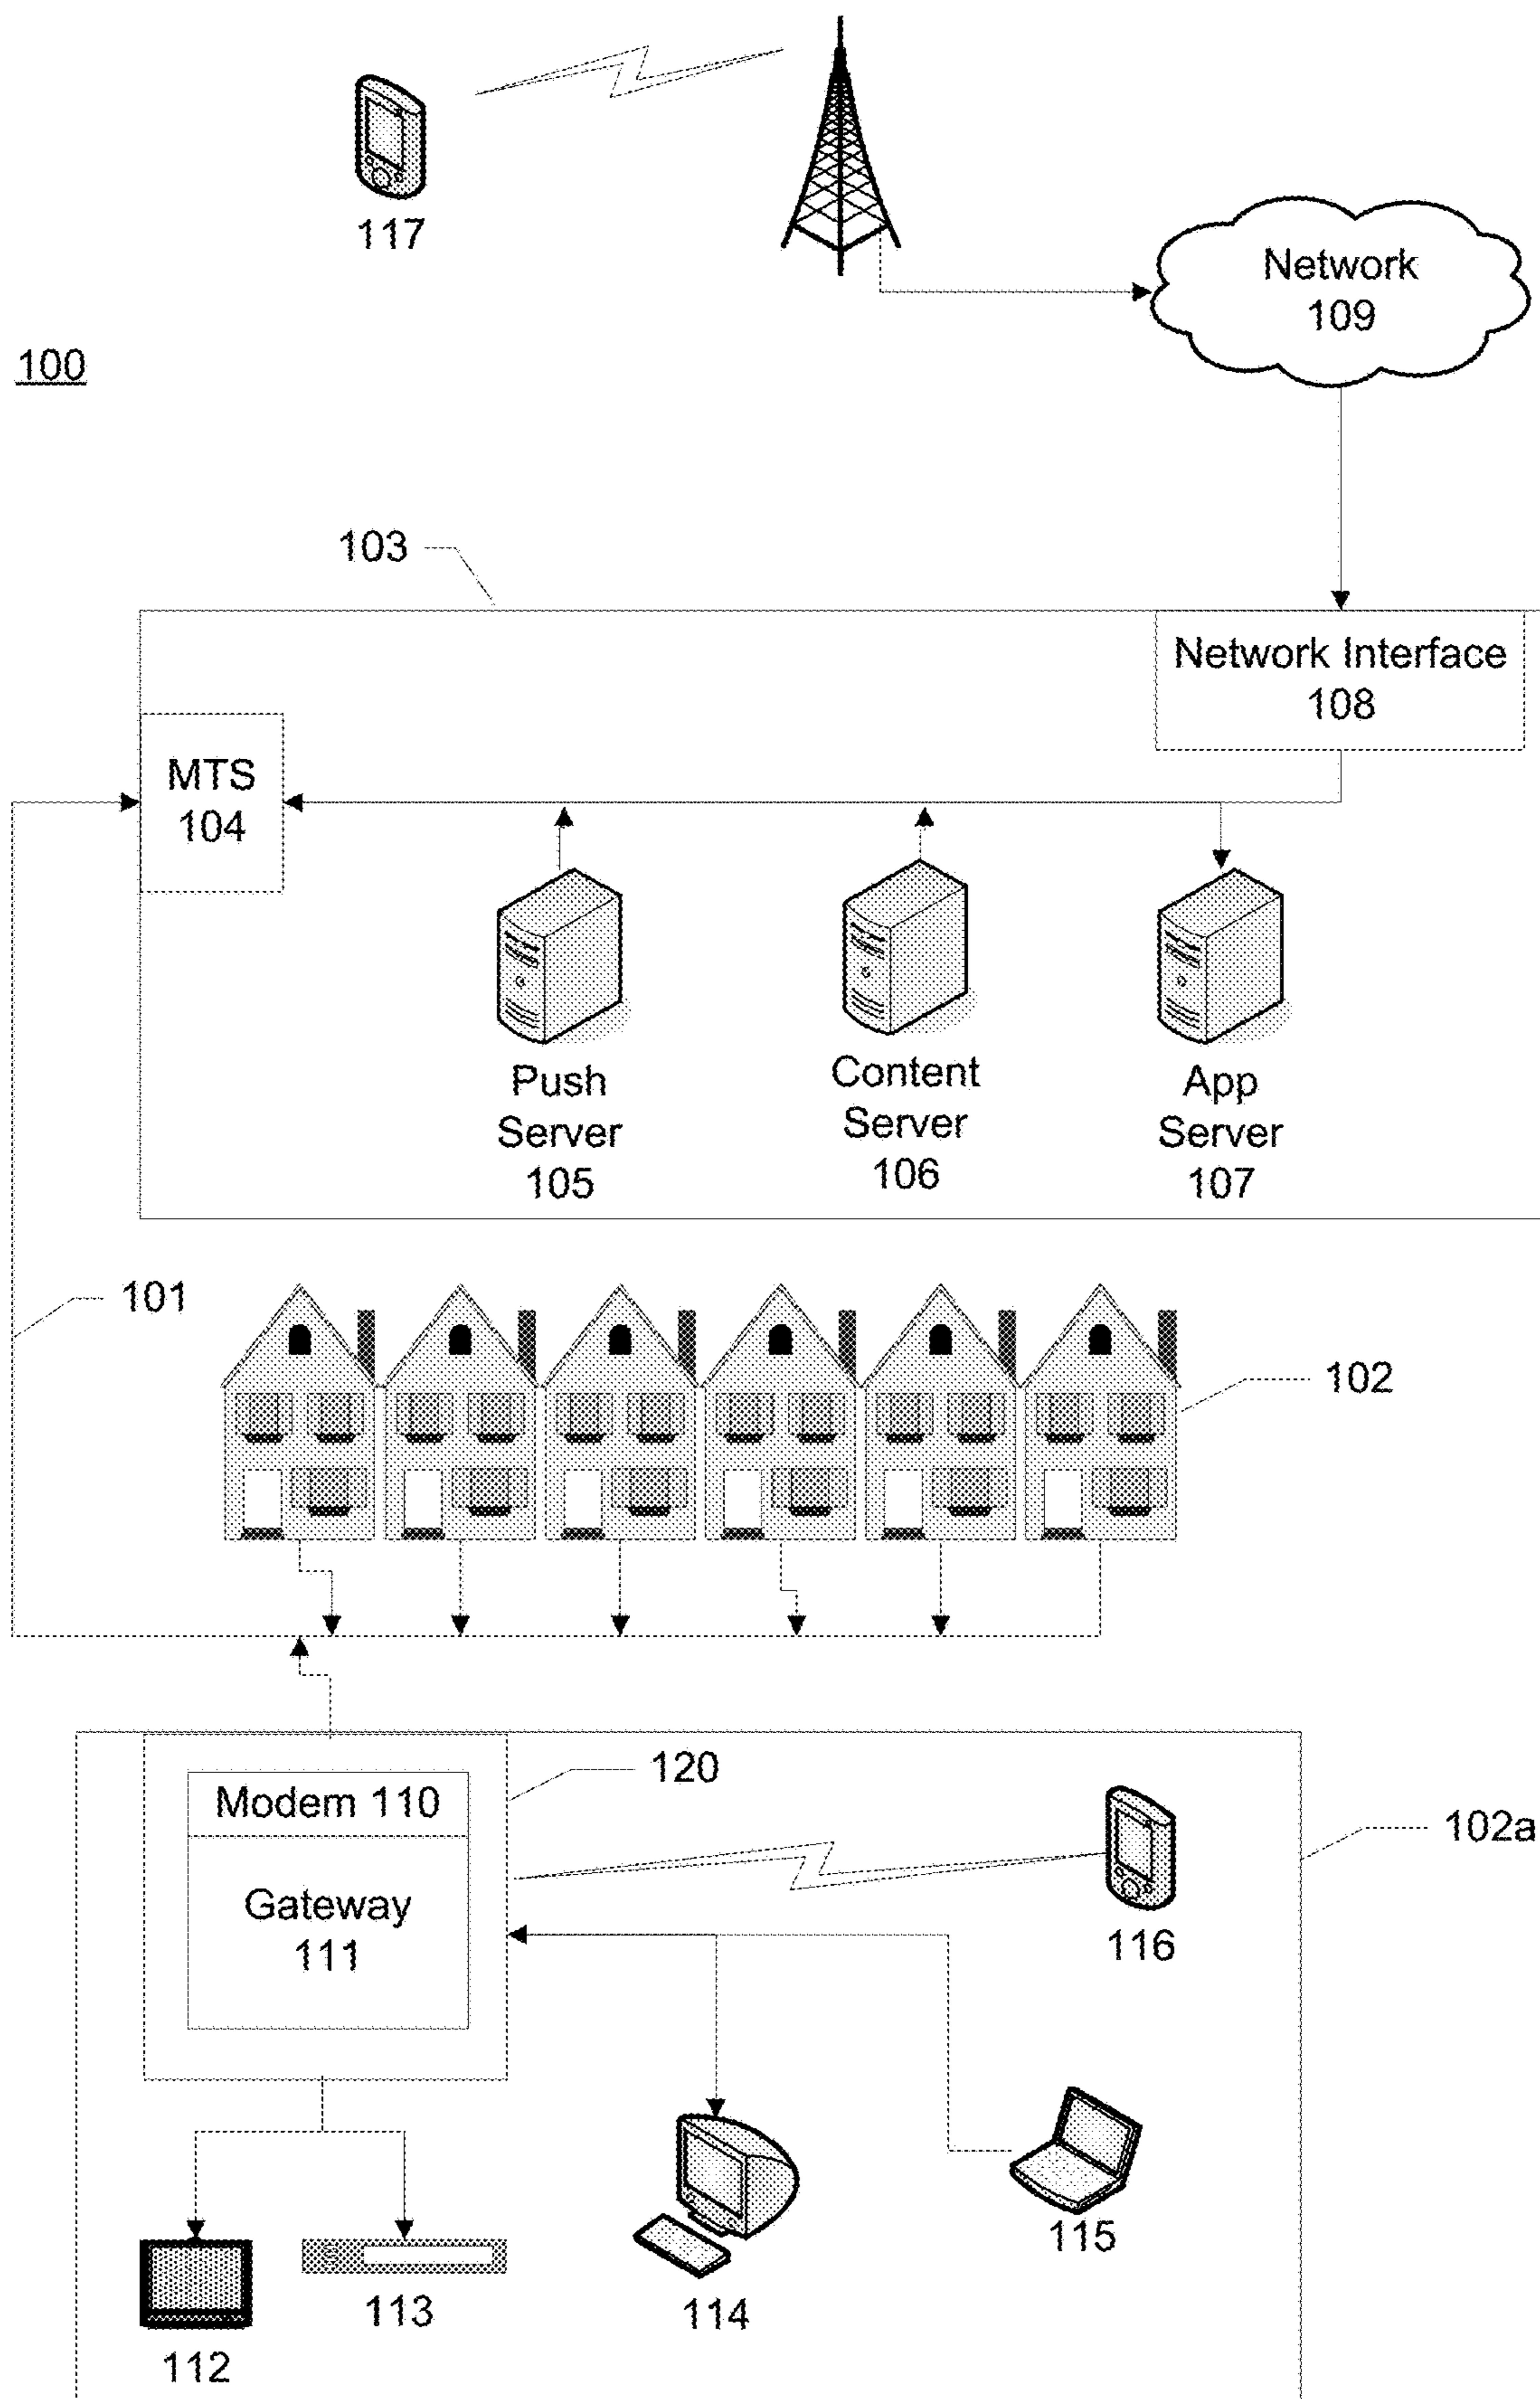 117
Network
109
100
103
Network Interface
108
MTS
104
Push
Server
105
Content
Server
106
App
Server
107
101
102
120
Modem 110
102a
Gateway
111
116
115
113
114
112